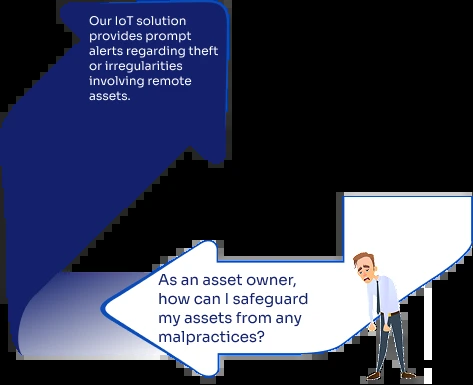 Our IoT solution
provides prompt
alerts regarding theft
or irregularities
involving remote
assets.
As an asset owner,
how can I safeguard
my assets from any
malpractices?